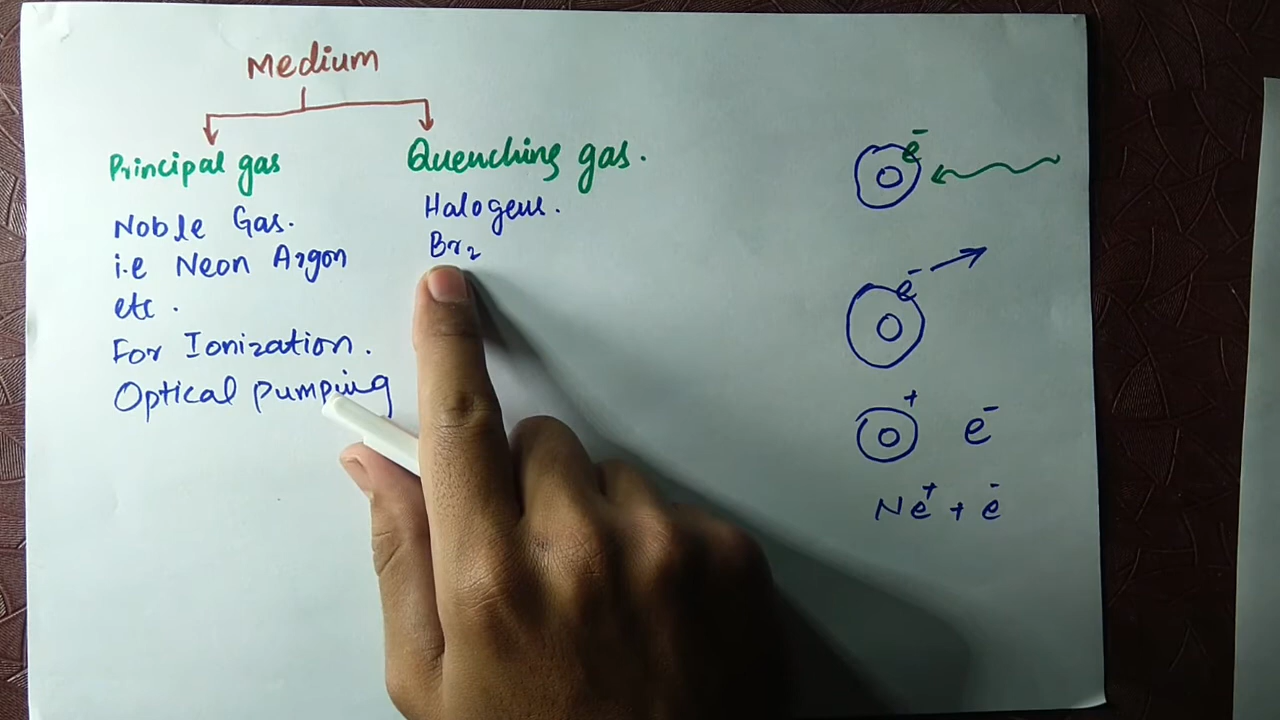 Medium
Principal gas
Noble Gas.
i.e Neon Argon
etc.
For Ionization.
Optical pumping
Quenching gas.
Halogens.
Br₂
e⁻
e⁻
+ e⁻
Ne⁺ + e⁻